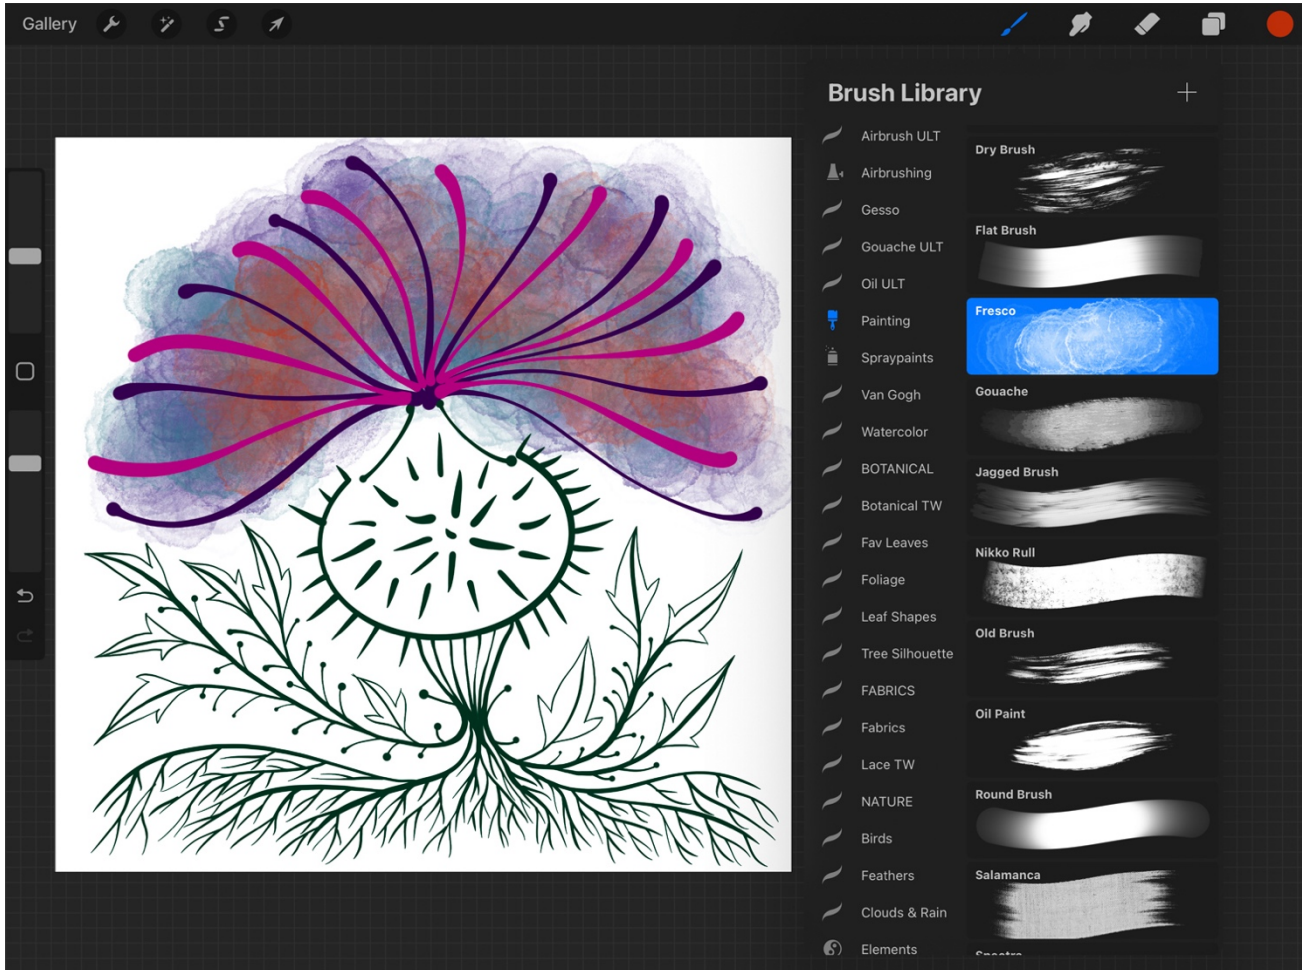 Gallery
Brush Library
Airbrush ULT
Airbrushing
Gesso
Gouache ULT
Oil ULT
Painting
Spraypaints
Van Gogh
Watercolor
BOTANICAL
Botanical TW
Fav Leaves
Foliage
Leaf Shapes
Tree Silhouette
FABRICS
Fabrics
Lace TW
NATURE
Birds
Feathers
Clouds & Rain
Elements
Dry Brush
Flat Brush
Fresco
Gouache
Jagged Brush
Nikko Rull
Old Brush
Oil Paint
Round Brush
Salamanca